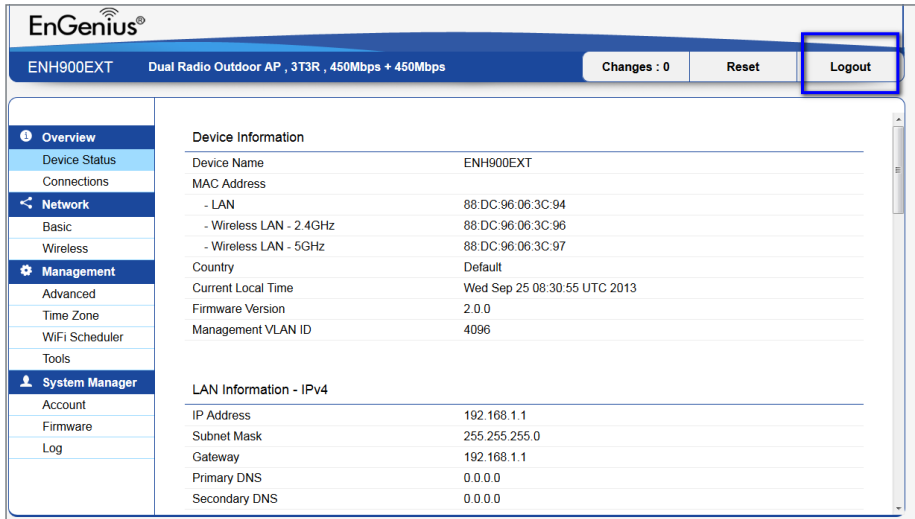 EnGenius®
ENH900EXT Dual Radio Outdoor AP , 3T3R , 450Mbps + 450Mbps Changes : 0 Reset Logout
Overview
Device Status
Connections
Network
Basic
Wireless
Management
Advanced
Time Zone
WiFi Scheduler
Tools
System Manager
Account
Firmware
Log
Device Information
Device Name ENH900EXT
MAC Address
- LAN 88:DC:96:06:3C:94
- Wireless LAN - 2.4GHz 88:DC:96:06:3C:96
- Wireless LAN - 5GHz 88:DC:96:06:3C:97
Country Default
Current Local Time Wed Sep 25 08:30:55 UTC 2013
Firmware Version 2.0.0
Management VLAN ID 4096
LAN Information - IPv4
IP Address 192.168.1.1
Subnet Mask 255.255.255.0
Gateway 192.168.1.1
Primary DNS 0.0.0.0
Secondary DNS 0.0.0.0